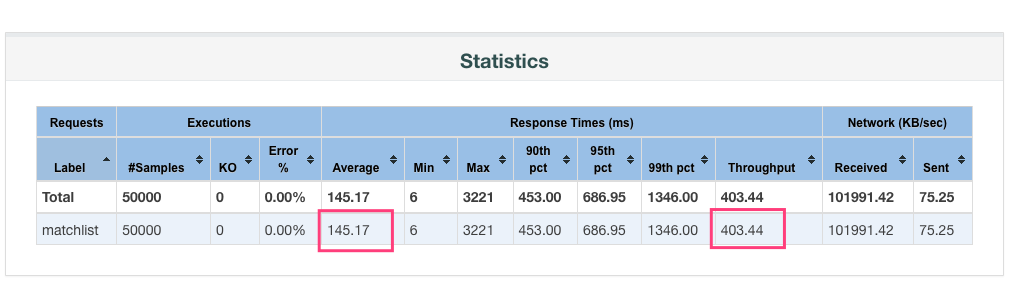 Statistics
Requests Executions Response Times (ms) Network (KB/sec)
Label #Samples KO Error % Average Min Max 90th pct 95th pct 99th pct Throughput Received Sent
Total 50000 0 0.00% 145.17 6 3221 453.00 686.95 1346.00 403.44 101991.42 75.25
matchlist 50000 0 0.00% 145.17 6 3221 453.00 686.95 1346.00 403.44 101991.42 75.25